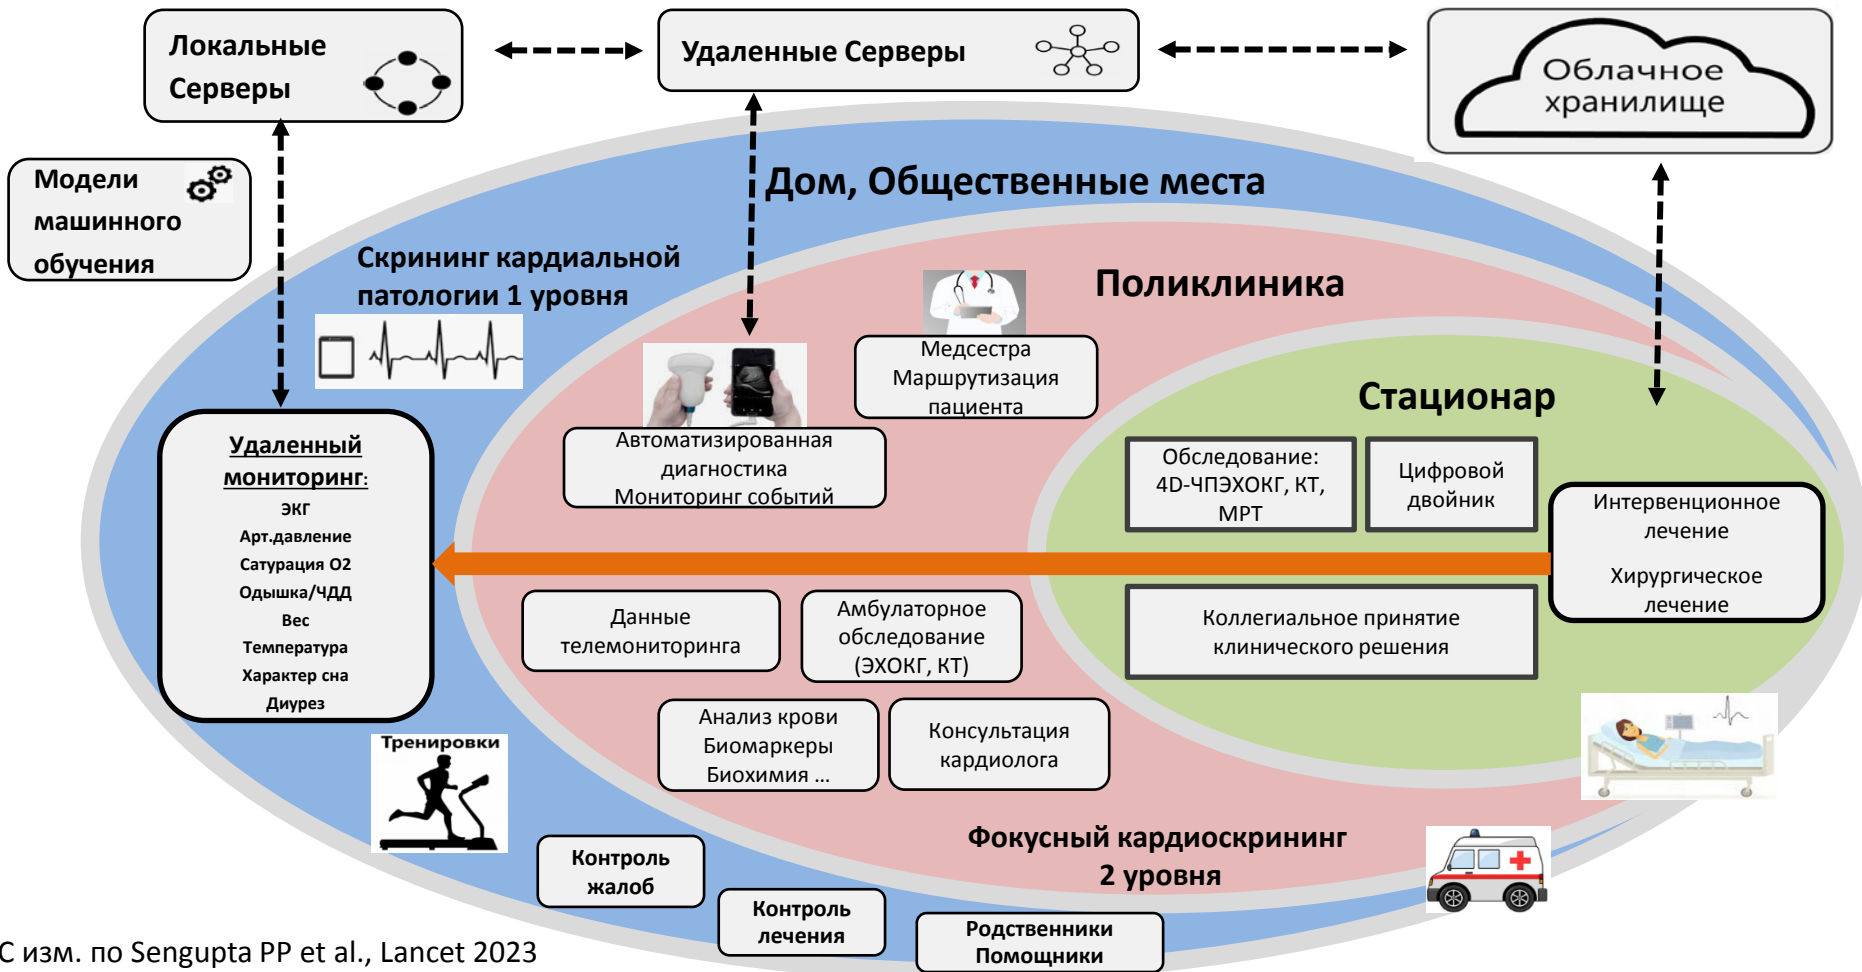 Локальные
Серверы
Удаленные Серверы
Облачное
хранилище
Модели
машинного
обучения
Дом, Общественные места
Скрининг кардиальной
патологии 1 уровня
Поликлиника
Медсестра
Маршрутизация
пациента
Стационар
Автоматизированная
диагностика
Мониторинг событий
Удаленный
мониторинг:
ЭКГ
Арт.давление
Сатурация О2
Одышка/ЧДД
Вес
Температура
Характер сна
Диурез
Обследование:
4D-ЧПЭХОКГ, КТ,
МРТ
Цифровой
двойник
Интервенционное
лечение
Хирургическое
лечение
Данные
телемониторинга
Амбулаторное
обследование
(ЭХОКГ, КТ)
Коллегиальное принятие
клинического решения
Анализ крови
Биомаркеры
Биохимия ...
Консультация
кардиолога
Тренировки
Фокусный кардиоскрининг
2 уровня
Контроль
жалоб
Контроль
лечения
Родственники
Помощники
С изм. по Sengupta PP et al., Lancet 2023